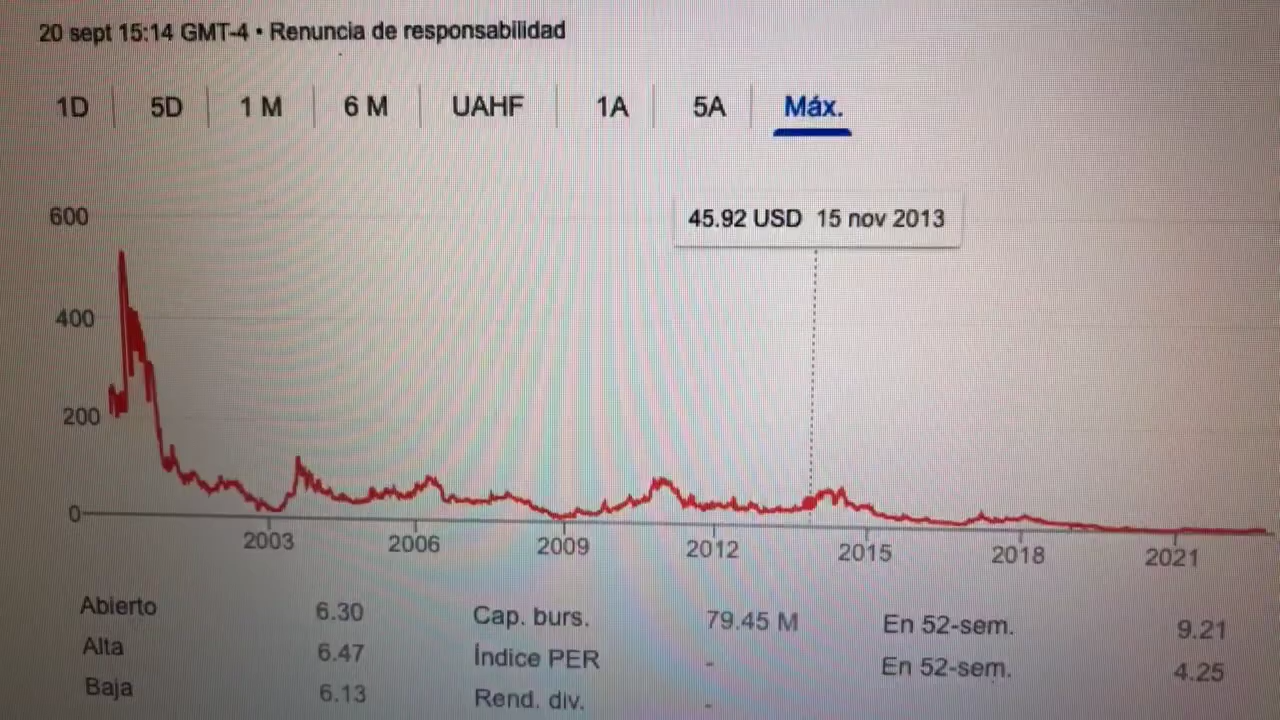 20 sept 15:14 GMT-4 • Renuncia de responsabilidad
1D 5D 1 M 6 M UAHF 1A 5A Máx.
45.92 USD 15 nov 2013
600
400
200
0
2003 2006 2009 2012 2015 2018 2021
Abierto 6.30 Cap. burs. 79.45 M En 52-sem. 9.21
Alta 6.47 Índice PER - En 52-sem. 4.25
Baja 6.13 Rend. div. -